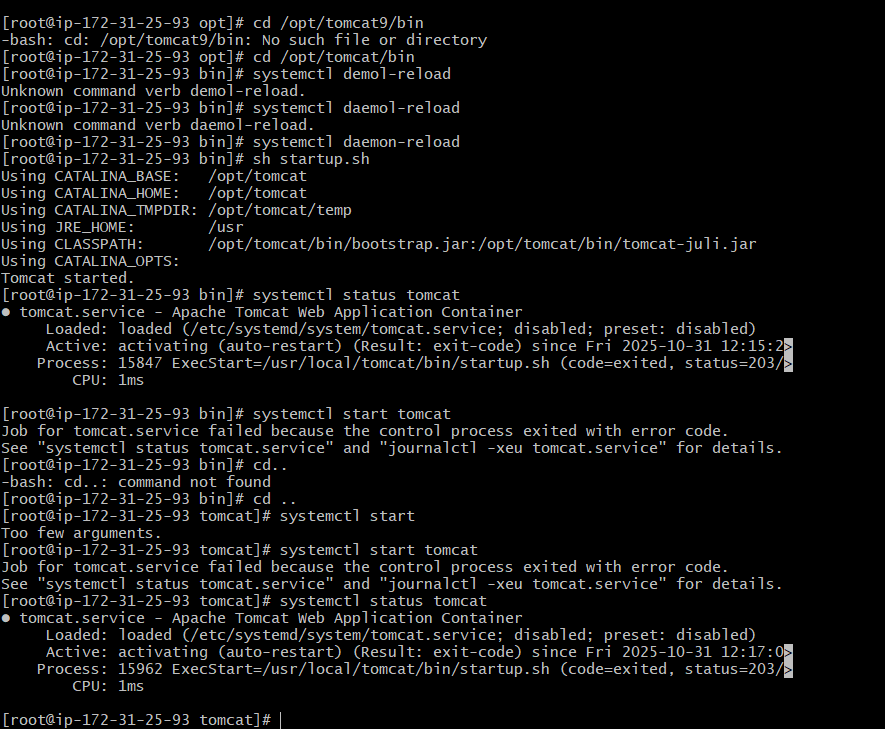 [root@ip-172-31-25-93 opt]# cd /opt/tomcat9/bin
-bash: cd: /opt/tomcat9/bin: No such file or directory
[root@ip-172-31-25-93 opt]# cd /opt/tomcat/bin
[root@ip-172-31-25-93 bin]# systemctl demol-reload
Unknown command verb demol-reload.
[root@ip-172-31-25-93 bin]# systemctl daemol-reload
Unknown command verb daemol-reload.
[root@ip-172-31-25-93 bin]# systemctl daemon-reload
[root@ip-172-31-25-93 bin]# sh startup.sh
Using CATALINA_BASE:   /opt/tomcat
Using CATALINA_HOME:   /opt/tomcat
Using CATALINA_TMPDIR: /opt/tomcat/temp
Using JRE_HOME:        /usr
Using CLASSPATH:       /opt/tomcat/bin/bootstrap.jar:/opt/tomcat/bin/tomcat-juli.jar
Using CATALINA_OPTS:
Tomcat started.
[root@ip-172-31-25-93 bin]# systemctl status tomcat
● tomcat.service - Apache Tomcat Web Application Container
     Loaded: loaded (/etc/systemd/system/tomcat.service; disabled; preset: disabled)
     Active: activating (auto-restart) (Result: exit-code) since Fri 2025-10-31 12:15:2>
    Process: 15847 ExecStart=/usr/local/tomcat/bin/startup.sh (code=exited, status=203/>
        CPU: 1ms

[root@ip-172-31-25-93 bin]# systemctl start tomcat
Job for tomcat.service failed because the control process exited with error code.
See "systemctl status tomcat.service" and "journalctl -xeu tomcat.service" for details.
[root@ip-172-31-25-93 bin]# cd..
-bash: cd..: command not found
[root@ip-172-31-25-93 bin]# cd ..
[root@ip-172-31-25-93 tomcat]# systemctl start
Too few arguments.
[root@ip-172-31-25-93 tomcat]# systemctl start tomcat
Job for tomcat.service failed because the control process exited with error code.
See "systemctl status tomcat.service" and "journalctl -xeu tomcat.service" for details.
[root@ip-172-31-25-93 tomcat]# systemctl status tomcat
● tomcat.service - Apache Tomcat Web Application Container
     Loaded: loaded (/etc/systemd/system/tomcat.service; disabled; preset: disabled)
     Active: activating (auto-restart) (Result: exit-code) since Fri 2025-10-31 12:17:0>
    Process: 15962 ExecStart=/usr/local/tomcat/bin/startup.sh (code=exited, status=203/>
        CPU: 1ms

[root@ip-172-31-25-93 tomcat]#